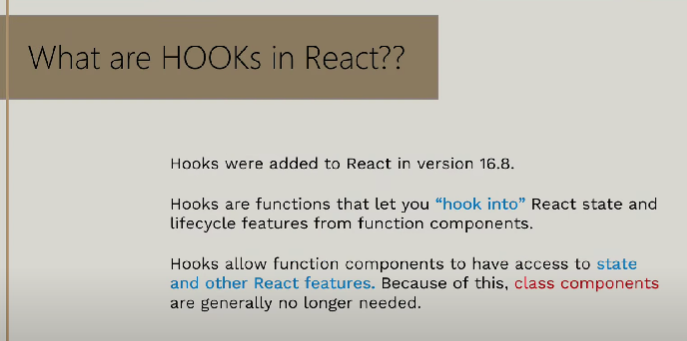 What are HOOKs in React??
Hooks were added to React in version 16.8.
Hooks are functions that let you “hook into” React state and
lifecycle features from function components.
Hooks allow function components to have access to state
and other React features. Because of this, class components
are generally no longer needed.